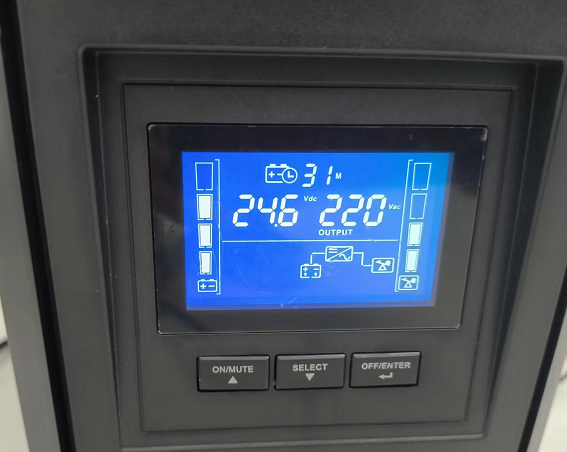 31 M
24.6 Vdc 220 Vac
OUTPUT
ON/MUTE SELECT OFF/ENTER